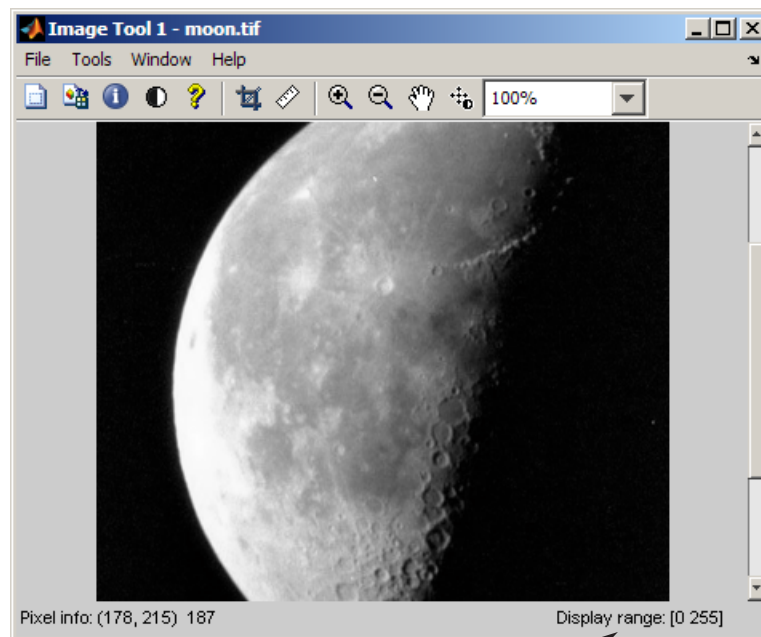 Image Tool 1 - moon.tif
File Tools Window Help
100%
Pixel info: (178, 215) 187
Display range: [0 255]